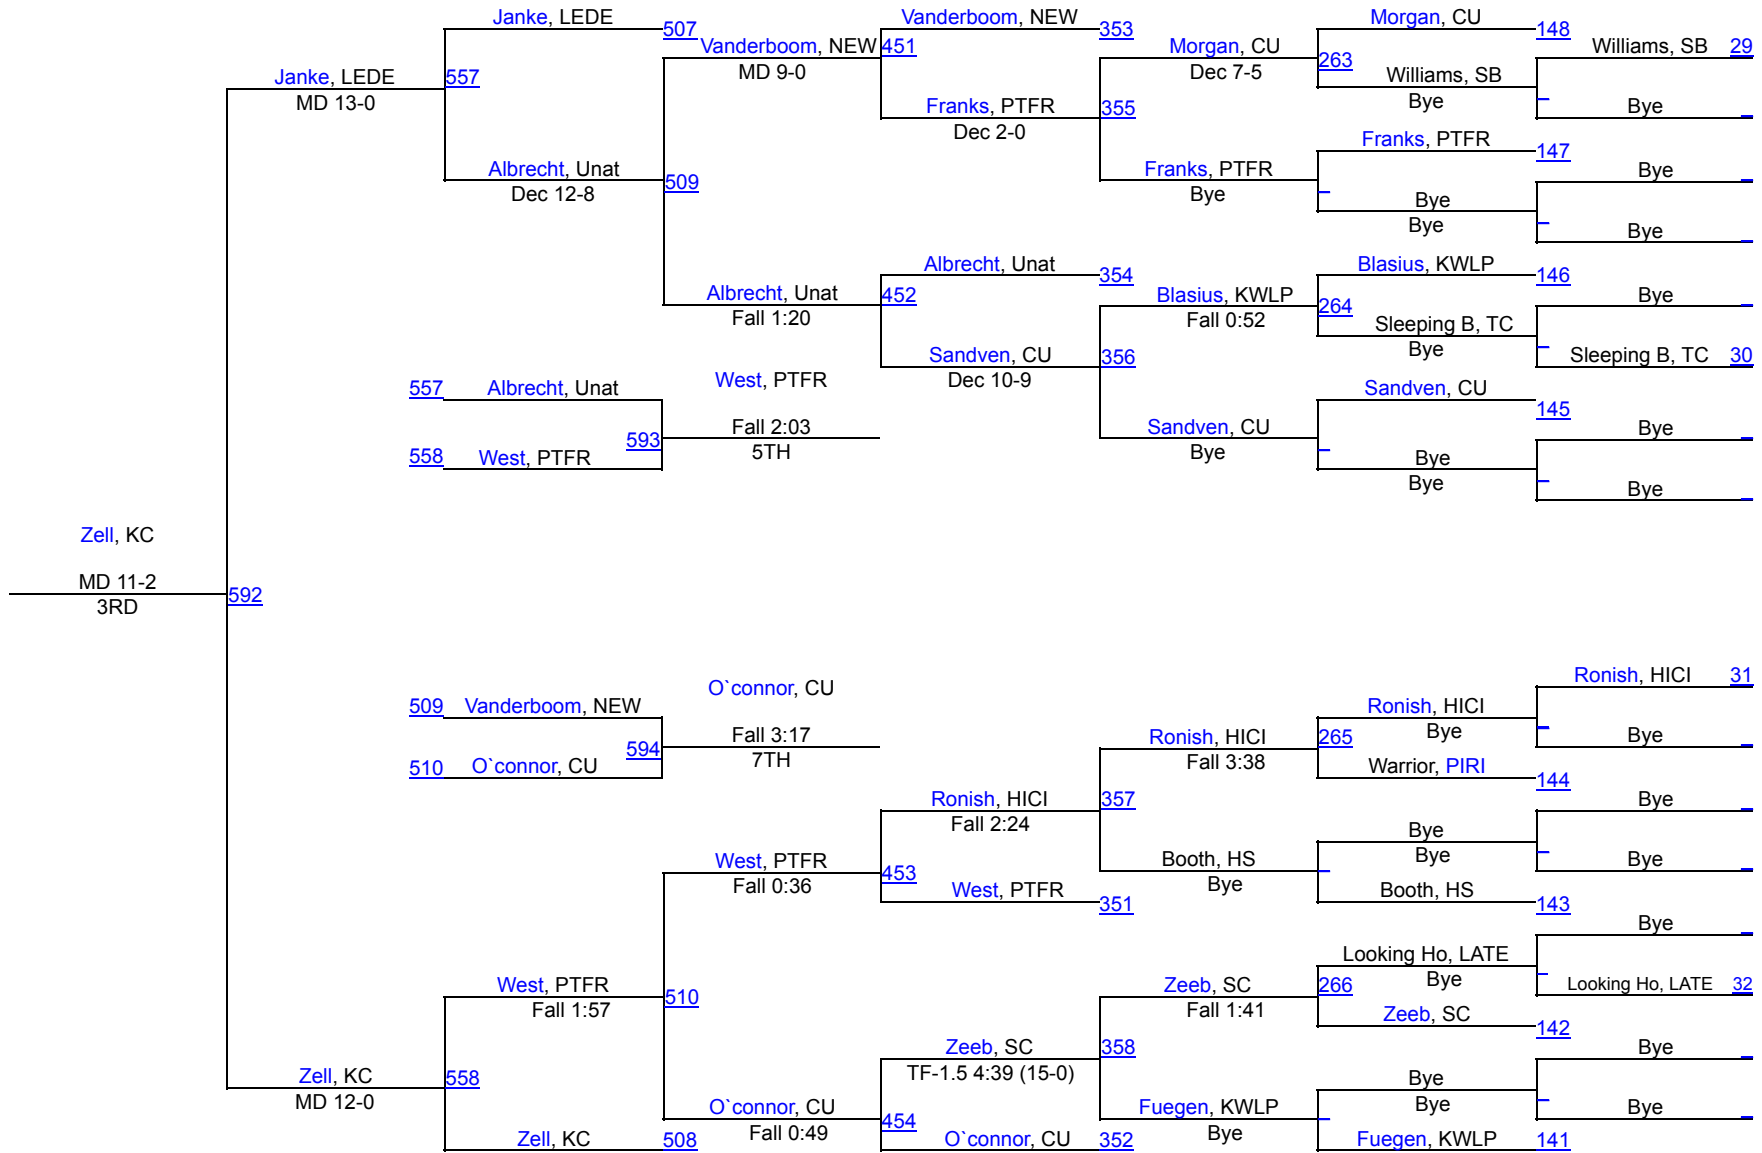 Janke, LEDE
507
Vanderboom, NEW
353
Morgan, CU
148
Vanderboom, NEW
451
MD 9-0
Morgan, CU
Dec 7-5
263
Williams, SB
29
Janke, LEDE
MD 13-0
557
Williams, SB
Bye
Bye
Franks, PTFR
Dec 2-0
355
Franks, PTFR
147
Albrecht, Unat
Dec 12-8
509
Franks, PTFR
Bye
Bye
Bye
Bye
Bye
Albrecht, Unat
354
Blasius, KWLP
146
Albrecht, Unat
Fall 1:20
452
Blasius, KWLP
Fall 0:52
264
Bye
Sleeping B, TC
Bye
Sandven, CU
Dec 10-9
356
Sleeping B, TC
30
557
Albrecht, Unat
West, PTFR
Sandven, CU
145
Fall 2:03
5TH
593
558
West, PTFR
Sandven, CU
Bye
Bye
Bye
Bye
Bye
Zell, KC
MD 11-2
3RD
592
Ronish, HICI
31
O`connor, CU
509
Vanderboom, NEW
Ronish, HICI
Bye
Fall 3:17
7TH
594
Ronish, HICI
Fall 3:38
265
Bye
510
O`connor, CU
Warrior, PIRI
144
Ronish, HICI
Fall 2:24
357
Bye
Bye
Bye
West, PTFR
Fall 0:36
453
Booth, HS
Bye
Bye
West, PTFR
351
Booth, HS
143
Bye
Looking Ho, LATE
Bye
West, PTFR
Fall 1:57
510
Zeeb, SC
Fall 1:41
266
Looking Ho, LATE
32
Zeeb, SC
142
Zeeb, SC
TF-1.5 4:39 (15-0)
358
Bye
Zell, KC
MD 12-0
558
Bye
Bye
O`connor, CU
Fall 0:49
454
Fuegen, KWLP
Bye
Bye
Zell, KC
508
O`connor, CU
352
Fuegen, KWLP
141